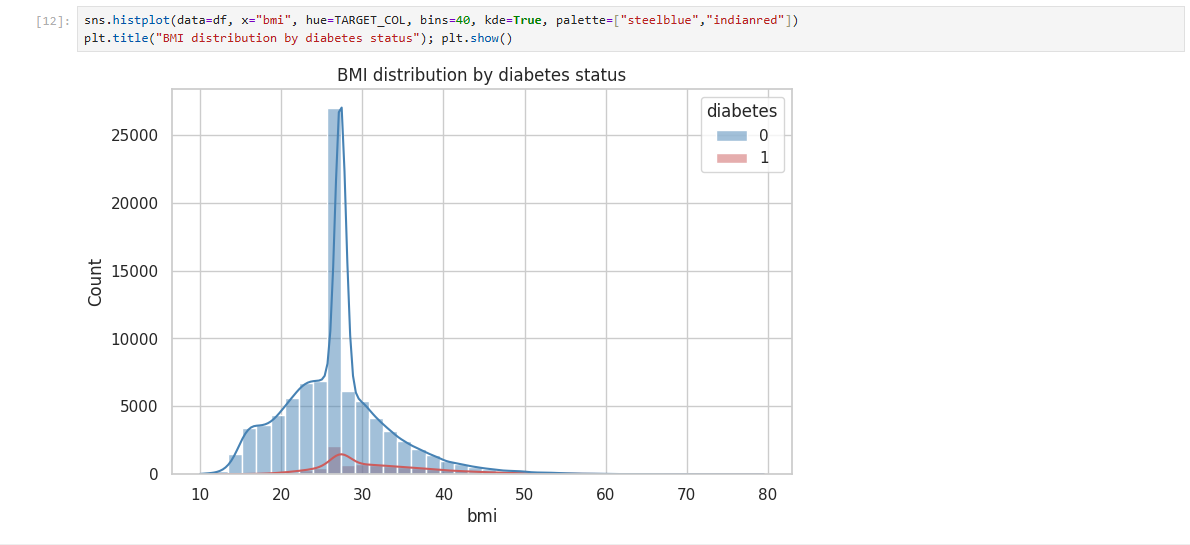 [12]: sns.histplot(data=df, x="bmi", hue=TARGET_COL, bins=40, kde=True, palette=["steelblue","indianred"])
plt.title("BMI distribution by diabetes status"); plt.show()
BMI distribution by diabetes status
diabetes
0
1
25000
20000
15000
10000
5000
0
Count
10 20 30 40 50 60 70 80
bmi